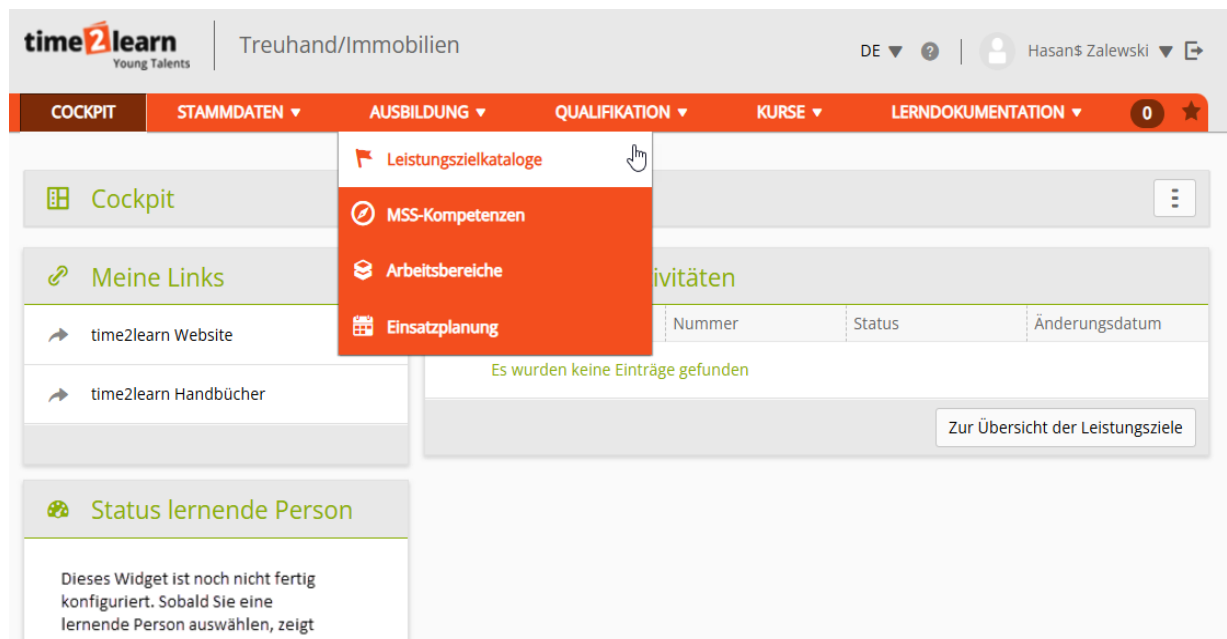 time2learn
Young Talents
Treuhand/Immobilien
DE
Hasan$ Zalewski
COCKPIT
STAMMDATEN
AUSBILDUNG
QUALIFIKATION
KURSE
LERNDOKUMENTATION
0
Leistungszielkataloge
MSS-Kompetenzen
Arbeitsbereiche
Einsatzplanung
Cockpit
Meine Links
time2learn Website
time2learn Handbücher
ivitäten
Nummer
Status
Änderungsdatum
Es wurden keine Einträge gefunden
Zur Übersicht der Leistungsziele
Status lernende Person
Dieses Widget ist noch nicht fertig
konfiguriert. Sobald Sie eine
lernende Person auswählen, zeigt